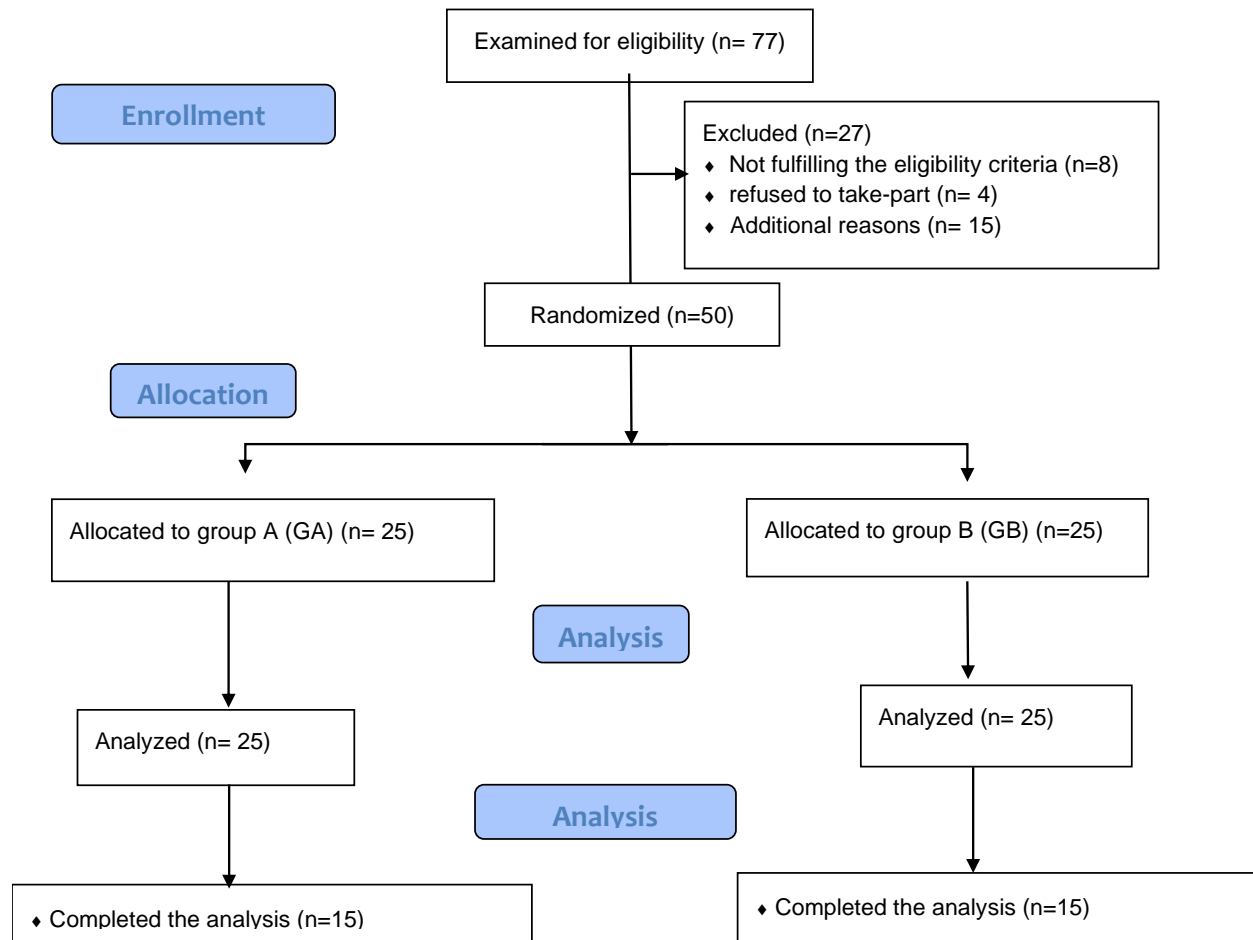 Examined for eligibility (n= 77)
Enrollment
Excluded (n=27)
♦ Not fulfilling the eligibility criteria (n=8)
♦ refused to take-part (n= 4)
♦ Additional reasons (n= 15)
Randomized (n=50)
Allocation
Allocated to group A (GA) (n= 25)
Allocated to group B (GB) (n=25)
Analysis
Analyzed (n= 25)
Analyzed (n= 25)
Analysis
♦ Completed the analysis (n=15)
♦ Completed the analysis (n=15)